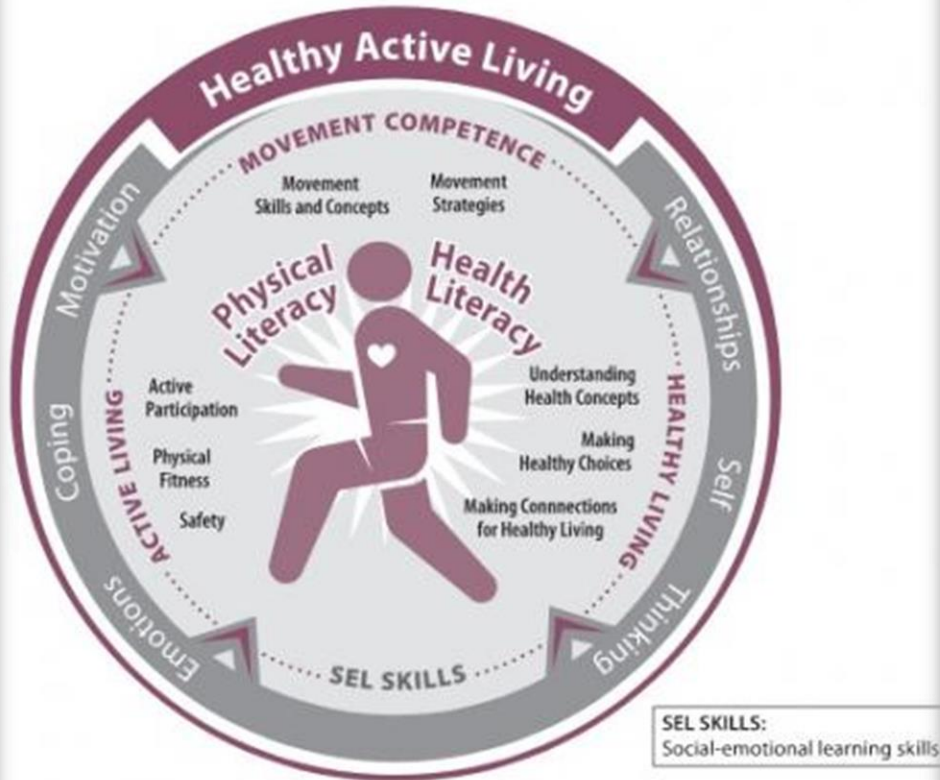 Healthy Active Living
MOVEMENT COMPETENCE
Movement
Skills and Concepts
Movement
Strategies
Motivation
Relationships
Physical
Literacy
Health
Literacy
Active
Participation
Understanding
Health Concepts
ACTIVE LIVING
HEALTHY LIVING
Coping
Self
Physical
Fitness
Making
Healthy Choices
Safety
Making Connnections
for Healthy Living
Emotions
Thinking
SEL SKILLS
SEL SKILLS:
Social-emotional learning skills